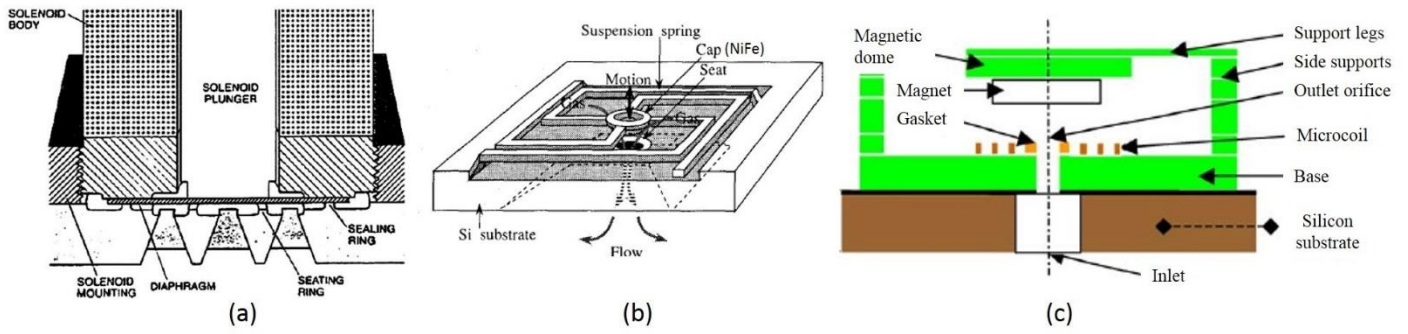 SOLENOID
BODY
SOLENOID
PLUNGER
SEALING
RING
SOLENOID
MOUNTING
DIAPHRAGM
SEATING
RING
(a)
Suspension spring
Cap (NiFe)
Seat
Motion
Gas
Gas
Si substrate
Flow
(b)
Magnetic
dome
Magnet
Gasket
Support legs
Side supports
Outlet orifice
Microcoil
Base
Silicon
substrate
Inlet
(c)